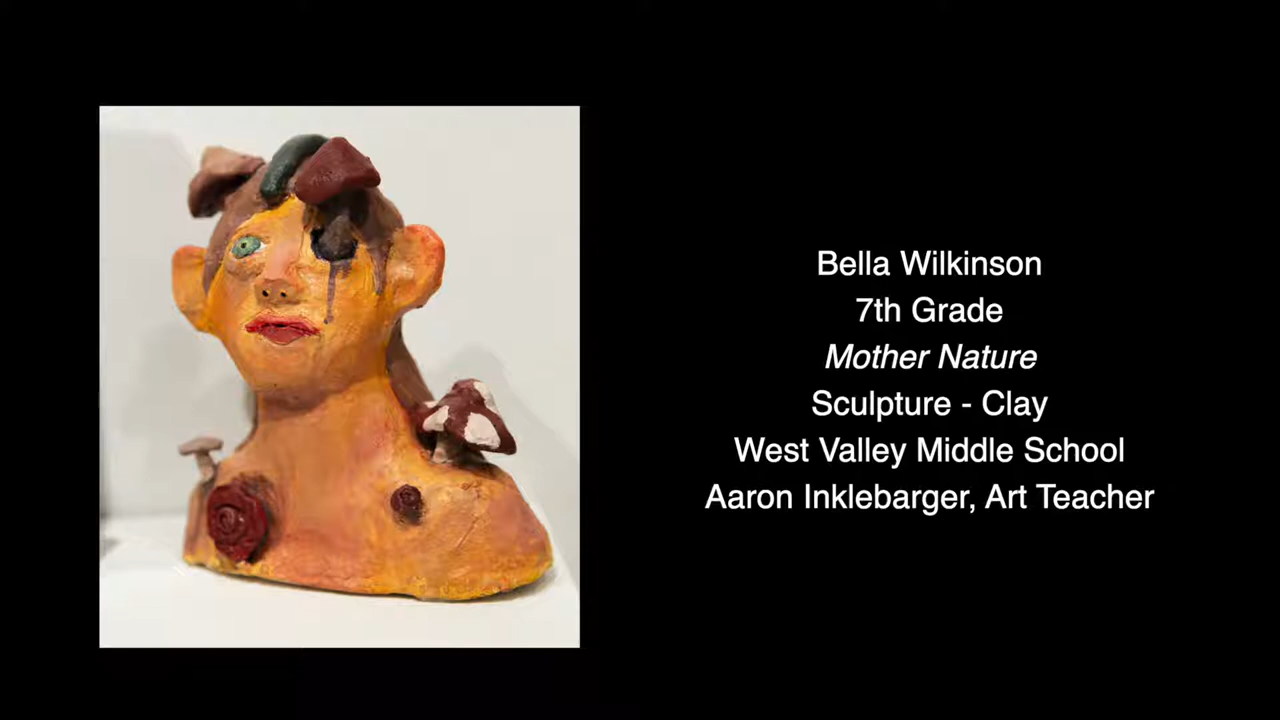 Bella Wilkinson
7th Grade
Mother Nature
Sculpture - Clay
West Valley Middle School
Aaron Inklebarger, Art Teacher